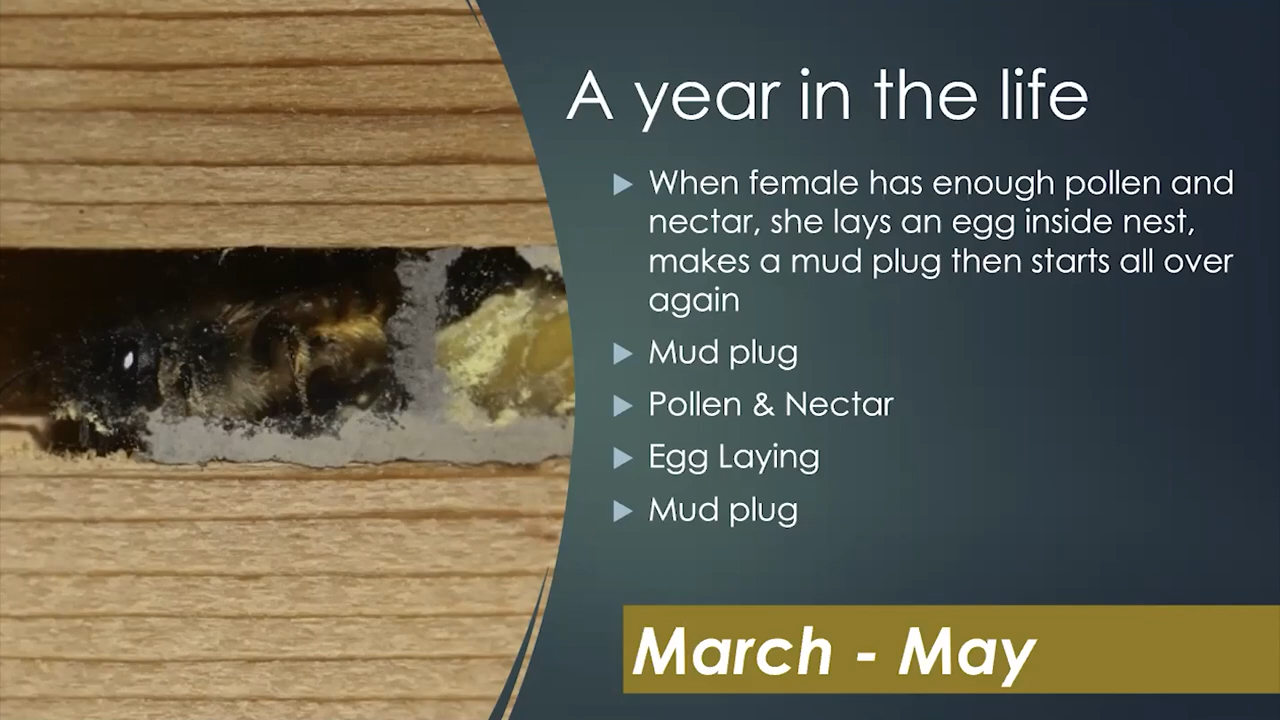 A year in the life
When female has enough pollen and
nectar, she lays an egg inside nest,
makes a mud plug then starts all over
again
Mud plug
Pollen & Nectar
Egg Laying
Mud plug
March - May